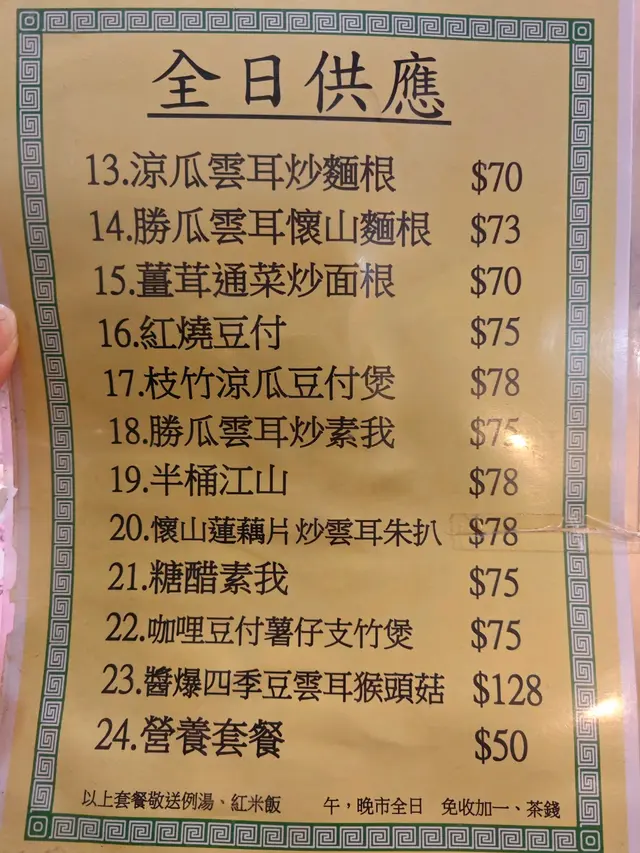 全日供應
13.涼瓜雲耳炒麵根 $70
14.勝瓜雲耳懷山麵根 $73
15.薑茸通菜炒面根 $70
16.紅燒豆付 $75
17.枝竹涼瓜豆付煲 $78
18.勝瓜雲耳炒素我 $75
19.半桶江山 $78
20.懷山蓮藕片炒雲耳朱扒 $78
21.糖醋素我 $75
22.咖哩豆付薯仔支竹煲 $75
23.醬爆四季豆雲耳猴頭菇 $128
24.營養套餐 $50
以上套餐敬送例湯、紅米飯 午，晚市全日 免收加一、茶錢